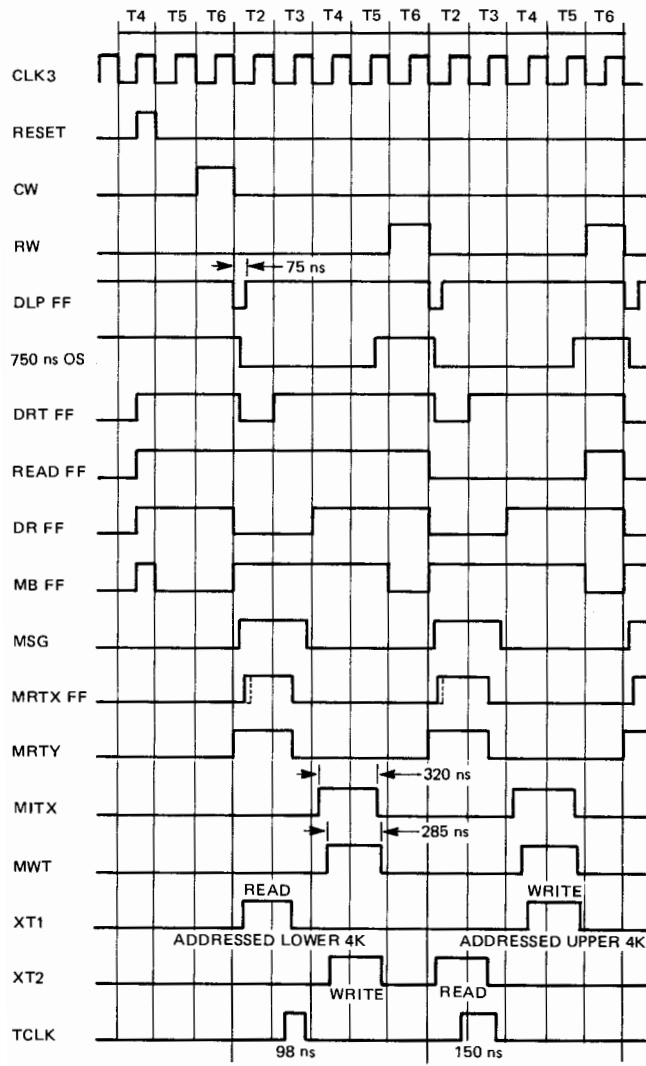 T4 T5 T6 T2 T3 T4 T5 T6 T2 T3 T4 T5 T6
CLK3
RESET
CW
RW
75 ns
DLP FF
750 ns OS
DRT FF
READ FF
DR FF
MB FF
MSG
MRTX FF
MRTY
320 ns
MITX
285 ns
MWT
READ WRITE
XT1
ADDRESSED LOWER 4K ADDRESSED UPPER 4K
XT2
WRITE READ
TCLK
98 ns 150 ns